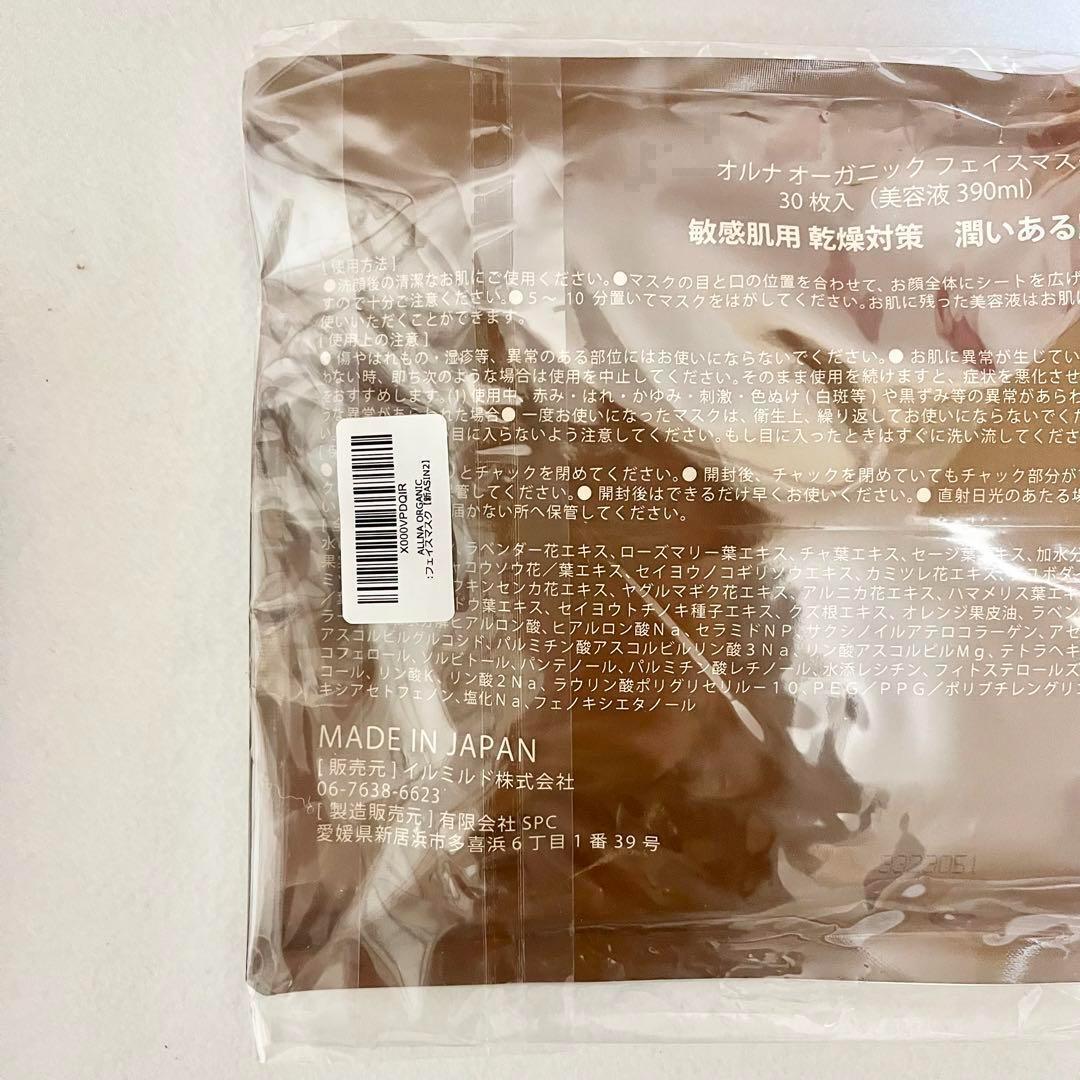 オルナ オーガニック フェイスマス
30 枚入（美容液 390ml）
敏感肌用 乾燥対策　潤いある
[ 使用方法 ]
●洗顔後の清潔なお肌にご使用ください。●マスクの目と口の位置を合わせて、お顔全体にシートを広げ
すので十分ご注意ください。●５～ 10 分置いてマスクをはがしてください。お肌に残った美容液はお肌に
使いいただくことができます。
[ 使用上の注意 ]
●傷やはれもの・湿疹等、異常のある部位にはお使いにならないでください。● お肌に異常が生じてい
わない時、即ち次のような場合は使用を中止してください。そのまま使用を続けますと、症状を悪化させ
をおすすめします。(1) 使用中、赤み・はれ・かゆみ・刺激・色ぬけ ( 白斑等 ) や黒ずみ等の異常があらわ
うな異常があらわれた場合● 一度お使いになったマスクは、衛生上、繰り返してお使いにならないでくだ
い。 目に入らないよう注意してください。もし目に入ったときはすぐに洗い流してくださ
とチャックを閉めてください。● 開封後、チャックを閉めていてもチャック部分が
管してください。● 開封後はできるだけ早くお使いください。● 直射日光のあたる場
届かない所へ保管してください。
水 ラベンダー花エキス、ローズマリー葉エキス、チャ葉エキス、セージ葉エキス、加水分
果 コウソウ花／葉エキス、セイヨウノコギリソウエキス、カミツレ花エキス、
ミ キンセンカ花エキス、ヤグルマギク花エキス、アルニカ花エキス、ハマメリス葉エキ
葉エキス、セイヨウトチノキ種子エキス、クズ根エキス、オレンジ果皮油、ラベン
ヒアルロン酸、ヒアルロン酸Ｎａ、セラミドＮＰ、サクシノイルアテロコラーゲン、アセ
アスコルビルグルコシド、パルミチン酸アスコルビルリン酸３Ｎａ、リン酸アスコルビルＭｇ、テトラヘキ
コフェロール、ソルビトール、パンテノール、パルミチン酸レチノール、水添レシチン、フィトステロールズ
コール、リン酸Ｋ、リン酸２Ｎａ、ラウリン酸ポリグリセリル－１０、ＰＥＧ／ＰＰＧ／ポリブチレングリ
キシアセトフェノン、塩化Ｎａ、フェノキシエタノール
X000VPDQIR
ALLNA ORGANIC
:フェイスマスク [新ASIN2]
MADE IN JAPAN
[ 販売元 ] イルミルド株式会社
06-7638-6623
[ 製造販売元 ] 有限会社 SPC
愛媛県新居浜市多喜浜６丁目１番 39 号
3323051